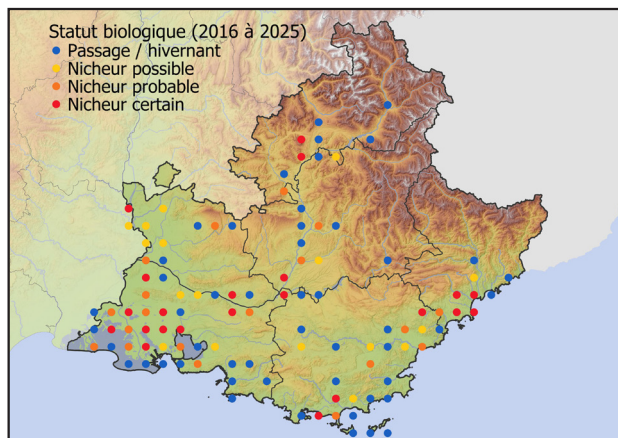 Statut biologique (2016 à 2025)
Passage / hivernant
Nicheur possible
Nicheur probable
Nicheur certain